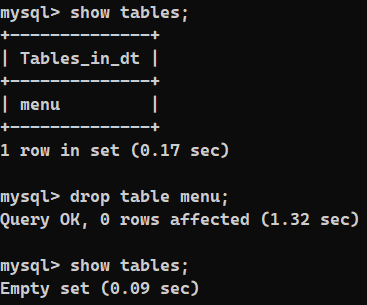 mysql> show tables;
+--------------+
| Tables_in_dt |
+--------------+
| menu         |
+--------------+
1 row in set (0.17 sec)
mysql> drop table menu;
Query OK, 0 rows affected (1.32 sec)
mysql> show tables;
Empty set (0.09 sec)